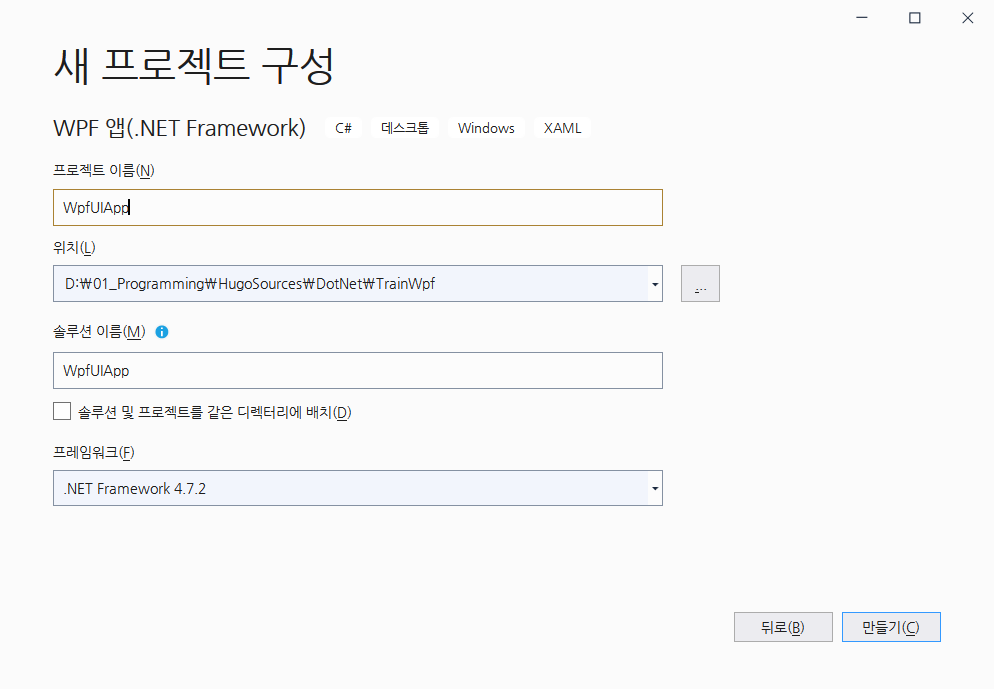 새 프로젝트 구성
WPF 앱(.NET Framework) C# 데스크톱 Windows XAML
프로젝트 이름(N)
WpfUIApp
위치(L)
D:₩01_Programming₩HugoSources₩DotNet₩TrainWpf
...
솔루션 이름(M)
WpfUIApp
솔루션 및 프로젝트를 같은 디렉터리에 배치(D)
프레임워크(F)
.NET Framework 4.7.2
뒤로(B) 만들기(C)